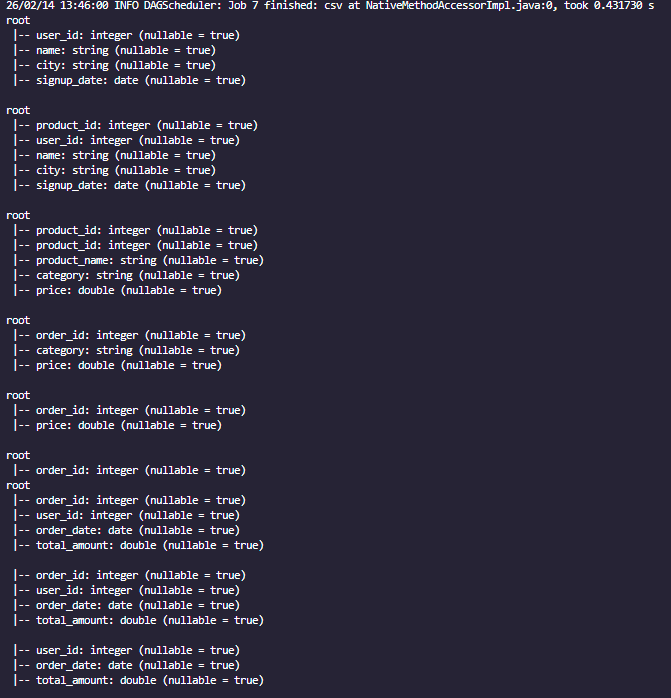 26/02/14 13:46:00 INFO DAGScheduler: Job 7 finished: csv at NativeMethodAccessorImpl.java:0, took 0.431730 s
root
|-- user_id: integer (nullable = true)
|-- name: string (nullable = true)
|-- city: string (nullable = true)
|-- signup_date: date (nullable = true)
root
|-- product_id: integer (nullable = true)
|-- user_id: integer (nullable = true)
|-- name: string (nullable = true)
|-- city: string (nullable = true)
|-- signup_date: date (nullable = true)
root
|-- product_id: integer (nullable = true)
|-- product_id: integer (nullable = true)
|-- product_name: string (nullable = true)
|-- category: string (nullable = true)
|-- price: double (nullable = true)
root
|-- order_id: integer (nullable = true)
|-- category: string (nullable = true)
|-- price: double (nullable = true)
root
|-- order_id: integer (nullable = true)
|-- price: double (nullable = true)
root
|-- order_id: integer (nullable = true)
root
|-- order_id: integer (nullable = true)
|-- user_id: integer (nullable = true)
|-- order_date: date (nullable = true)
|-- total_amount: double (nullable = true)
|-- order_id: integer (nullable = true)
|-- user_id: integer (nullable = true)
|-- order_date: date (nullable = true)
|-- total_amount: double (nullable = true)
|-- user_id: integer (nullable = true)
|-- order_date: date (nullable = true)
|-- total_amount: double (nullable = true)